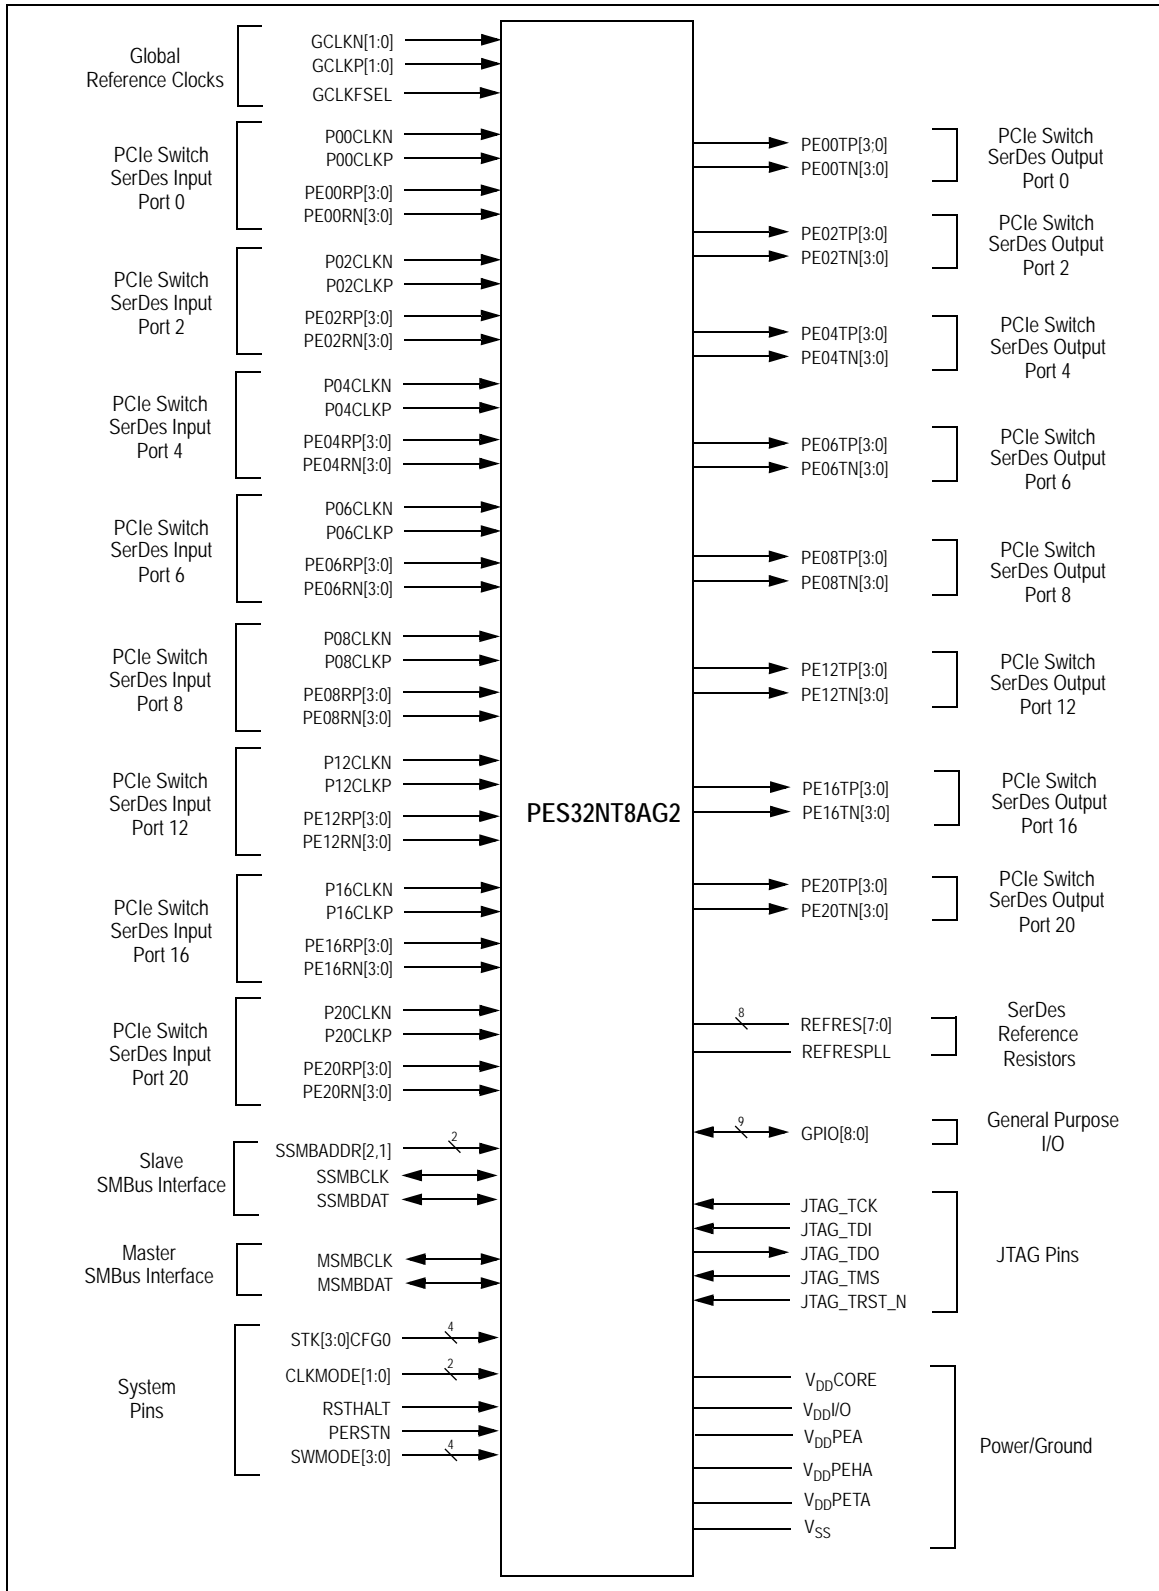 Global
Reference Clocks
GCLKN[1:0]
GCLKP[1:0]
GCLKFSEL
PCIe Switch
SerDes Input
Port 0
P00CLKN
P00CLKP
PE00RP[3:0]
PE00RN[3:0]
PCIe Switch
SerDes Input
Port 2
P02CLKN
P02CLKP
PE02RP[3:0]
PE02RN[3:0]
PCIe Switch
SerDes Input
Port 4
P04CLKN
P04CLKP
PE04RP[3:0]
PE04RN[3:0]
PCIe Switch
SerDes Input
Port 6
P06CLKN
P06CLKP
PE06RP[3:0]
PE06RN[3:0]
PCIe Switch
SerDes Input
Port 8
P08CLKN
P08CLKP
PE08RP[3:0]
PE08RN[3:0]
PCIe Switch
SerDes Input
Port 12
P12CLKN
P12CLKP
PE12RP[3:0]
PE12RN[3:0]
PCIe Switch
SerDes Input
Port 16
P16CLKN
P16CLKP
PE16RP[3:0]
PE16RN[3:0]
PCIe Switch
SerDes Input
Port 20
P20CLKN
P20CLKP
PE20RP[3:0]
PE20RN[3:0]
Slave
SMBus Interface
SSMBADDR[2,1]
2
SSMBCLK
SSMBDAT
Master
SMBus Interface
MSMBCLK
MSMBDAT
System
Pins
STK[3:0]CFG0
4
CLKMODE[1:0]
2
RSTHALT
PERSTN
SWMODE[3:0]
4
PES32NT8AG2
PE00TP[3;0]
PE00TN[3:0]
PCIe Switch
SerDes Output
Port 0
PE02TP[3:0]
PE02TN[3:0]
PCIe Switch
SerDes Output
Port 2
PE04TP[3:0]
PE04TN[3:0]
PCIe Switch
SerDes Output
Port 4
PE06TP[3:0]
PE06TN[3:0]
PCIe Switch
SerDes Output
Port 6
PE08TP[3:0]
PE08TN[3:0]
PCIe Switch
SerDes Output
Port 8
PE12TP[3:0]
PE12TN[3:0]
PCIe Switch
SerDes Output
Port 12
PE16TP[3:0]
PE16TN[3:0]
PCIe Switch
SerDes Output
Port 16
PE20TP[3:0]
PE20TN[3:0]
PCIe Switch
SerDes Output
Port 20
8
REFRES[7:0]
REFRESPLL
SerDes
Reference
Resistors
9
GPIO[8:0]
General Purpose
I/O
JTAG_TCK
JTAG_TDI
JTAG_TDO
JTAG_TMS
JTAG_TRST_N
JTAG Pins
VDDCORE
VDDI/O
VDDPEA
VDDPEHA
VDDPETA
VSS
Power/Ground